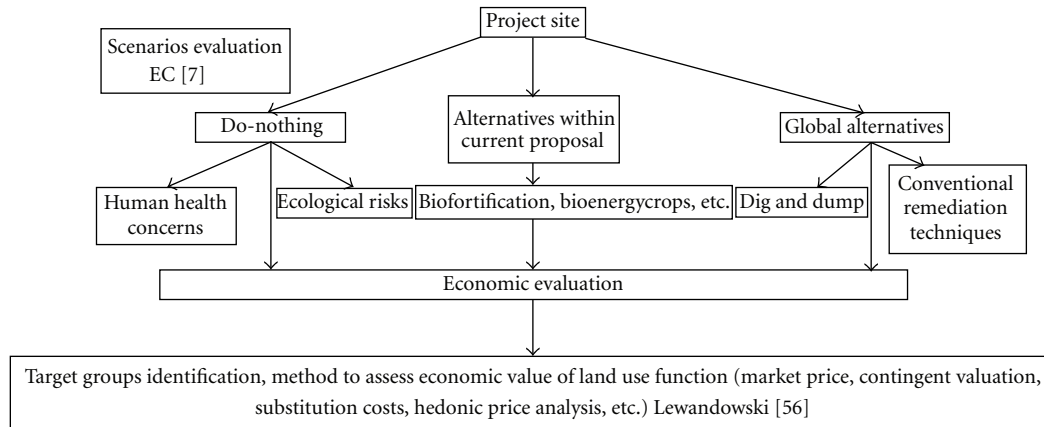 Project site
Scenarios evaluation
EC [7]
Do-nothing
Alternatives within
current proposal
Global alternatives
Human health
concerns
Ecological risks
Biofortification, bioenergycrops, etc.
Dig and dump
Conventional
remediation
techniques
Economic evaluation
Target groups identification, method to assess economic value of land use function (market price, contingent valuation,
substitution costs, hedonic price analysis, etc.) Lewandowski [56]